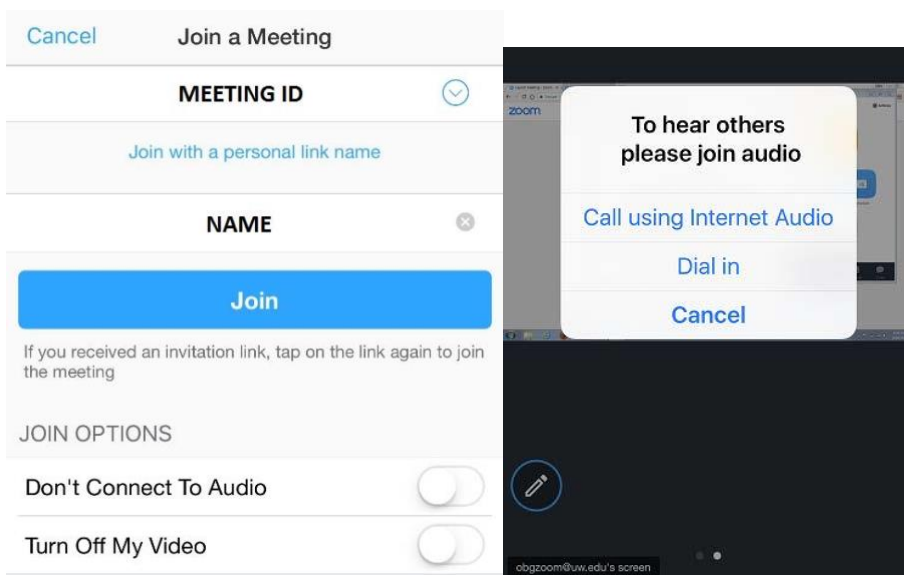 Cancel
Join a Meeting
MEETING ID
Join with a personal link name
NAME
Join
If you received an invitation link, tap on the link again to join
the meeting
JOIN OPTIONS
Don't Connect To Audio
Turn Off My Video
zoom
To hear others
please join audio
Call using Internet Audio
Dial in
Cancel
obgzoom@uw.edu's screen